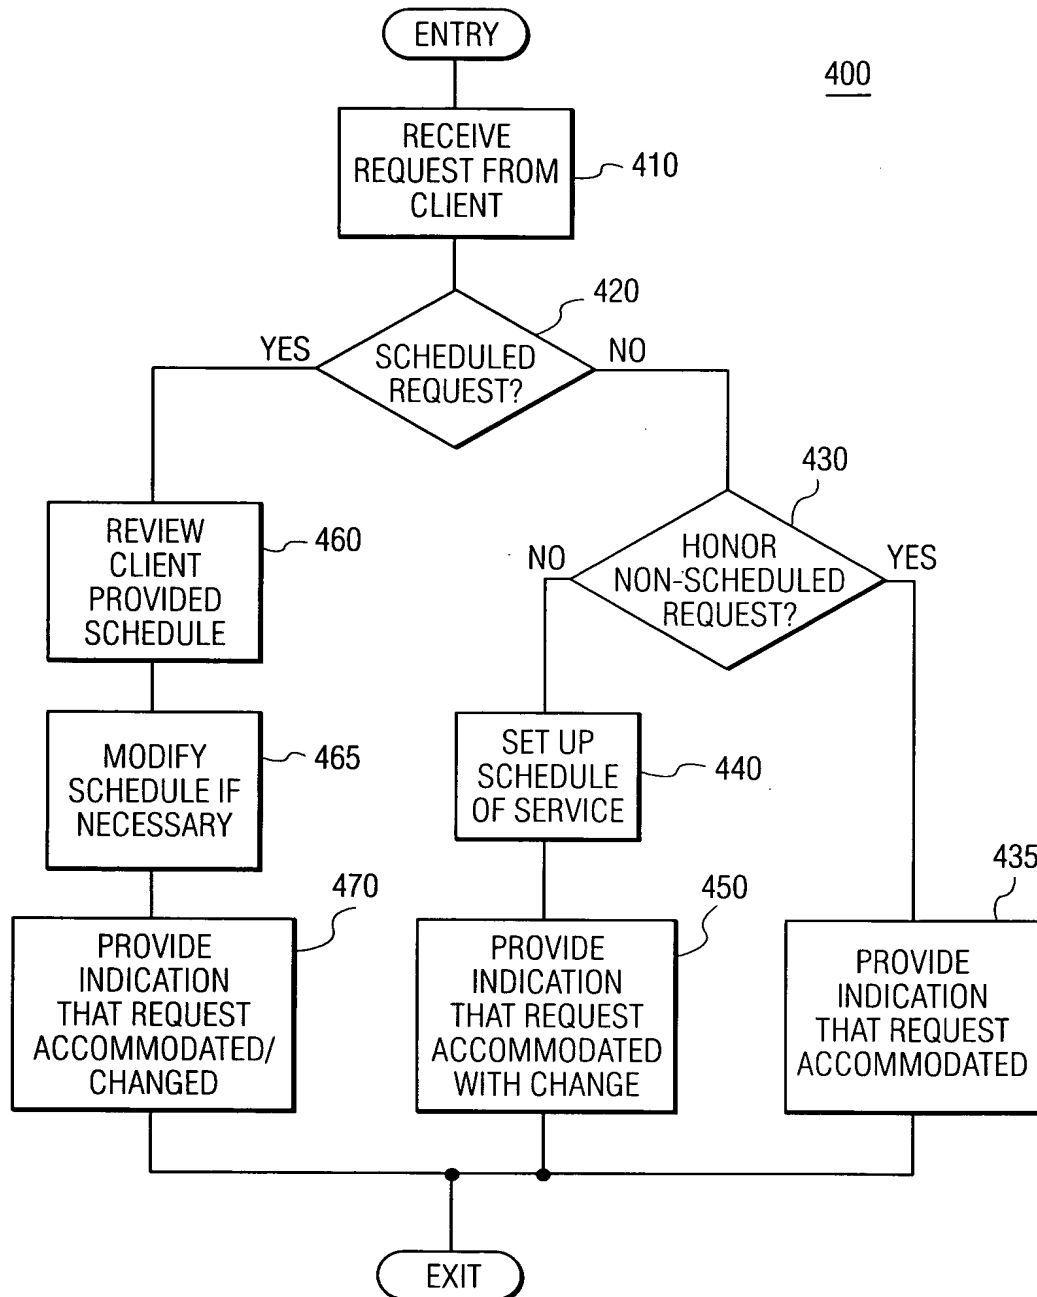 ENTRY
400
RECEIVE
REQUEST FROM
CLIENT
410
420
YES
SCHEDULED
REQUEST?
NO
430
REVIEW
CLIENT
PROVIDED
SCHEDULE
460
NO
HONOR
NON-SCHEDULED
REQUEST?
YES
MODIFY
SCHEDULE IF
NECESSARY
465
SET UP
SCHEDULE
OF SERVICE
440
470
PROVIDE
INDICATION
THAT REQUEST
ACCOMMODATED/
CHANGED
450
PROVIDE
INDICATION
THAT REQUEST
ACCOMMODATED
WITH CHANGE
435
PROVIDE
INDICATION
THAT REQUEST
ACCOMMODATED
EXIT